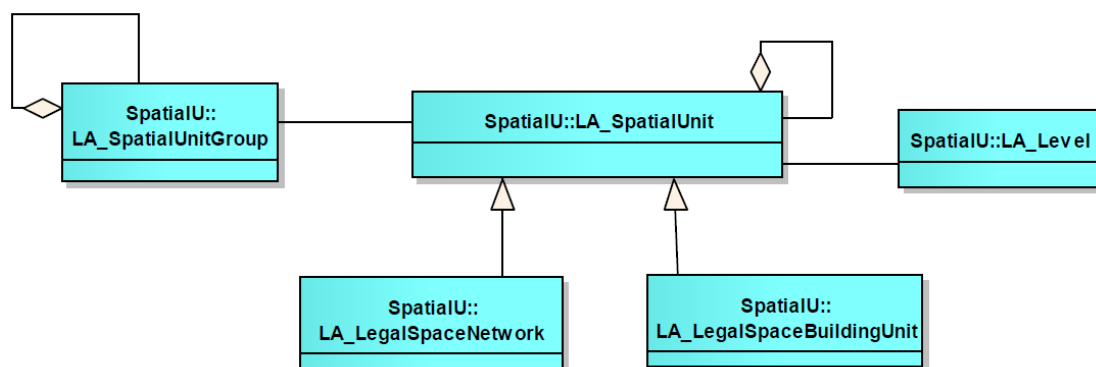 SpatialU::
LA_SpatialUnitGroup
SpatialU::LA_SpatialUnit
SpatialU::LA_Level
SpatialU::
LA_LegalSpaceNetwork
SpatialU::
LA_LegalSpaceBuildingUnit